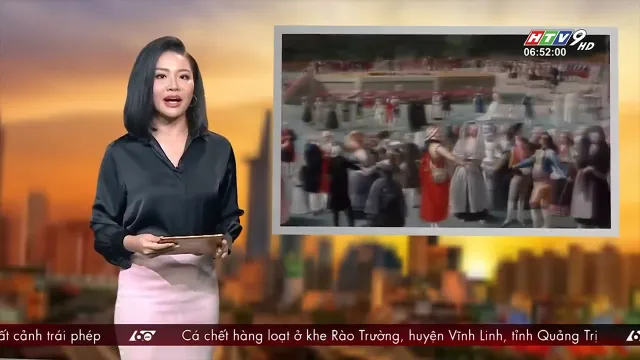 HTV9 HD
06:52:00
ất cảnh trái phép 60 Cá chết hàng loạt ở khe Rào Trường, huyện Vĩnh Linh, tỉnh Quảng Trị